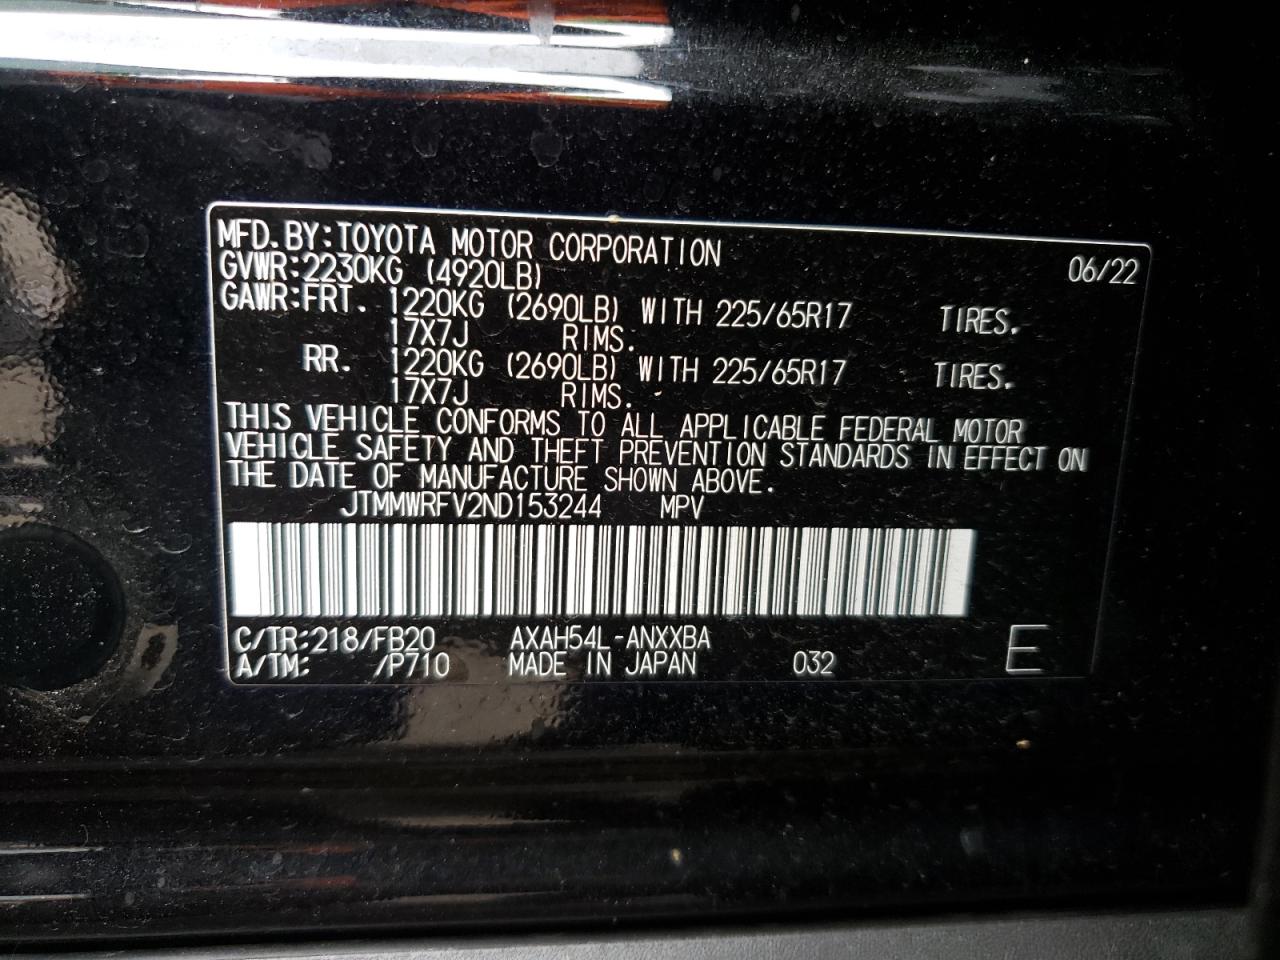 MFD.BY:TOYOTA MOTOR CORPORATION 06/22
GVWR:2230KG (4920LB)
GAWR:FRT. 1220KG (2690LB) WITH 225/65R17 TIRES.
17X7J RIMS.
RR. 1220KG (2690LB) WITH 225/65R17 TIRES.
17X7J RIMS.
THIS VEHICLE CONFORMS TO ALL APPLICABLE FEDERAL MOTOR
VEHICLE SAFETY AND THEFT PREVENTION STANDARDS IN EFFECT ON
THE DATE OF MANUFACTURE SHOWN ABOVE.
JTMMWRFV2ND153244 MPV
C/TR:218/FB20 AXAH54L-ANXXBA
A/TM: /P710 MADE IN JAPAN 032 E